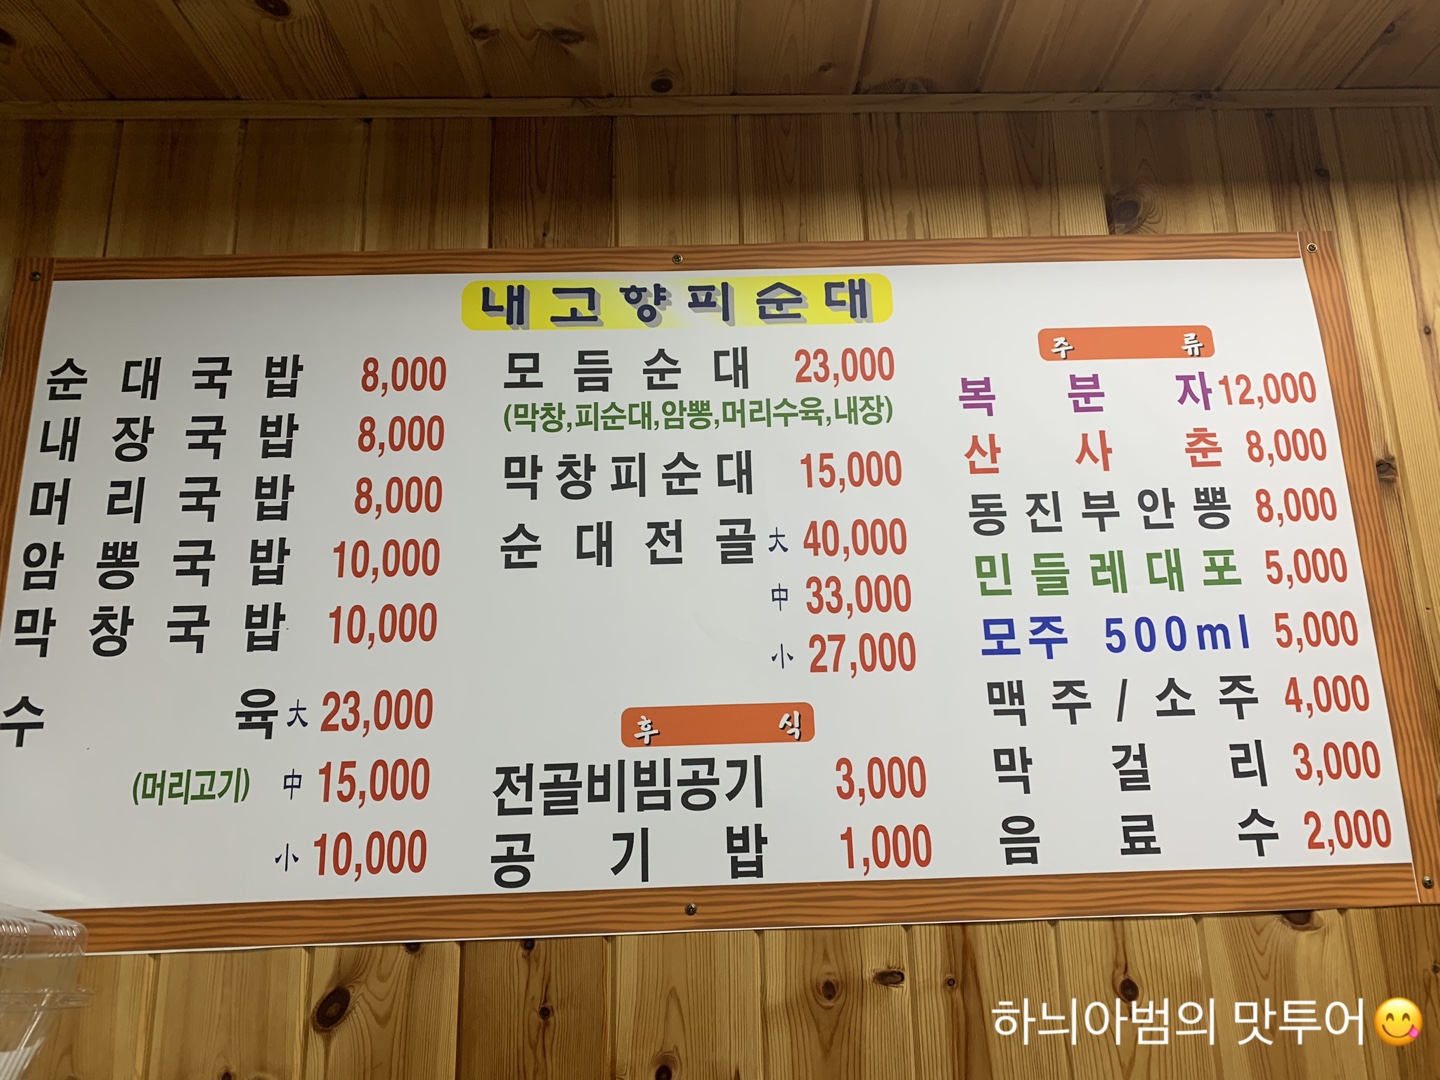 내고향피순대
순대국밥 8,000
내장국밥 8,000
머리국밥 8,000
암뽕국밥 10,000
막창국밥 10,000
수육 大 23,000
(머리고기) 中 15,000
小 10,000
모듬순대 23,000
(막창,피순대,암뽕,머리수육,내장)
막창피순대 15,000
순대전골 大 40,000
中 33,000
小 27,000
후식
전골비빔공기 3,000
공기밥 1,000
주류
복분자 12,000
산사춘 8,000
동진부안뽕 8,000
민들레대포 5,000
모주 500ml 5,000
맥주/소주 4,000
막걸리 3,000
음료수 2,000
하늬아범의 맛투어😋